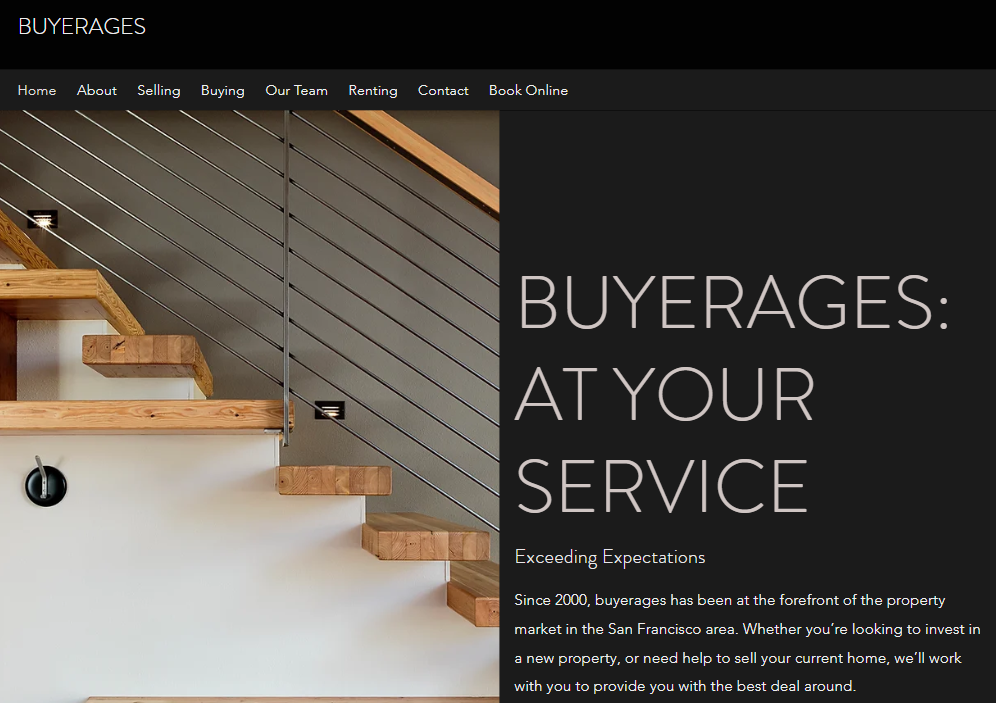 BUYERAGES
Home About Selling Buying Our Team Renting Contact Book Online
BUYERAGES:
AT YOUR
SERVICE
Exceeding Expectations
Since 2000, buyerages has been at the forefront of the property
market in the San Francisco area. Whether you’re looking to invest in
a new property, or need help to sell your current home, we’ll work
with you to provide you with the best deal around.